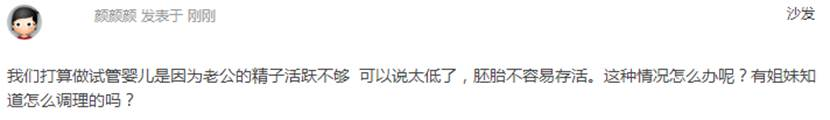 颜颜颜 发表于 刚刚 沙发
我们打算做试管婴儿是因为老公的精子活跃不够 可以说太低了，胚胎不容易存活。这种情况怎么办呢？有姐妹知
道怎么调理的吗？